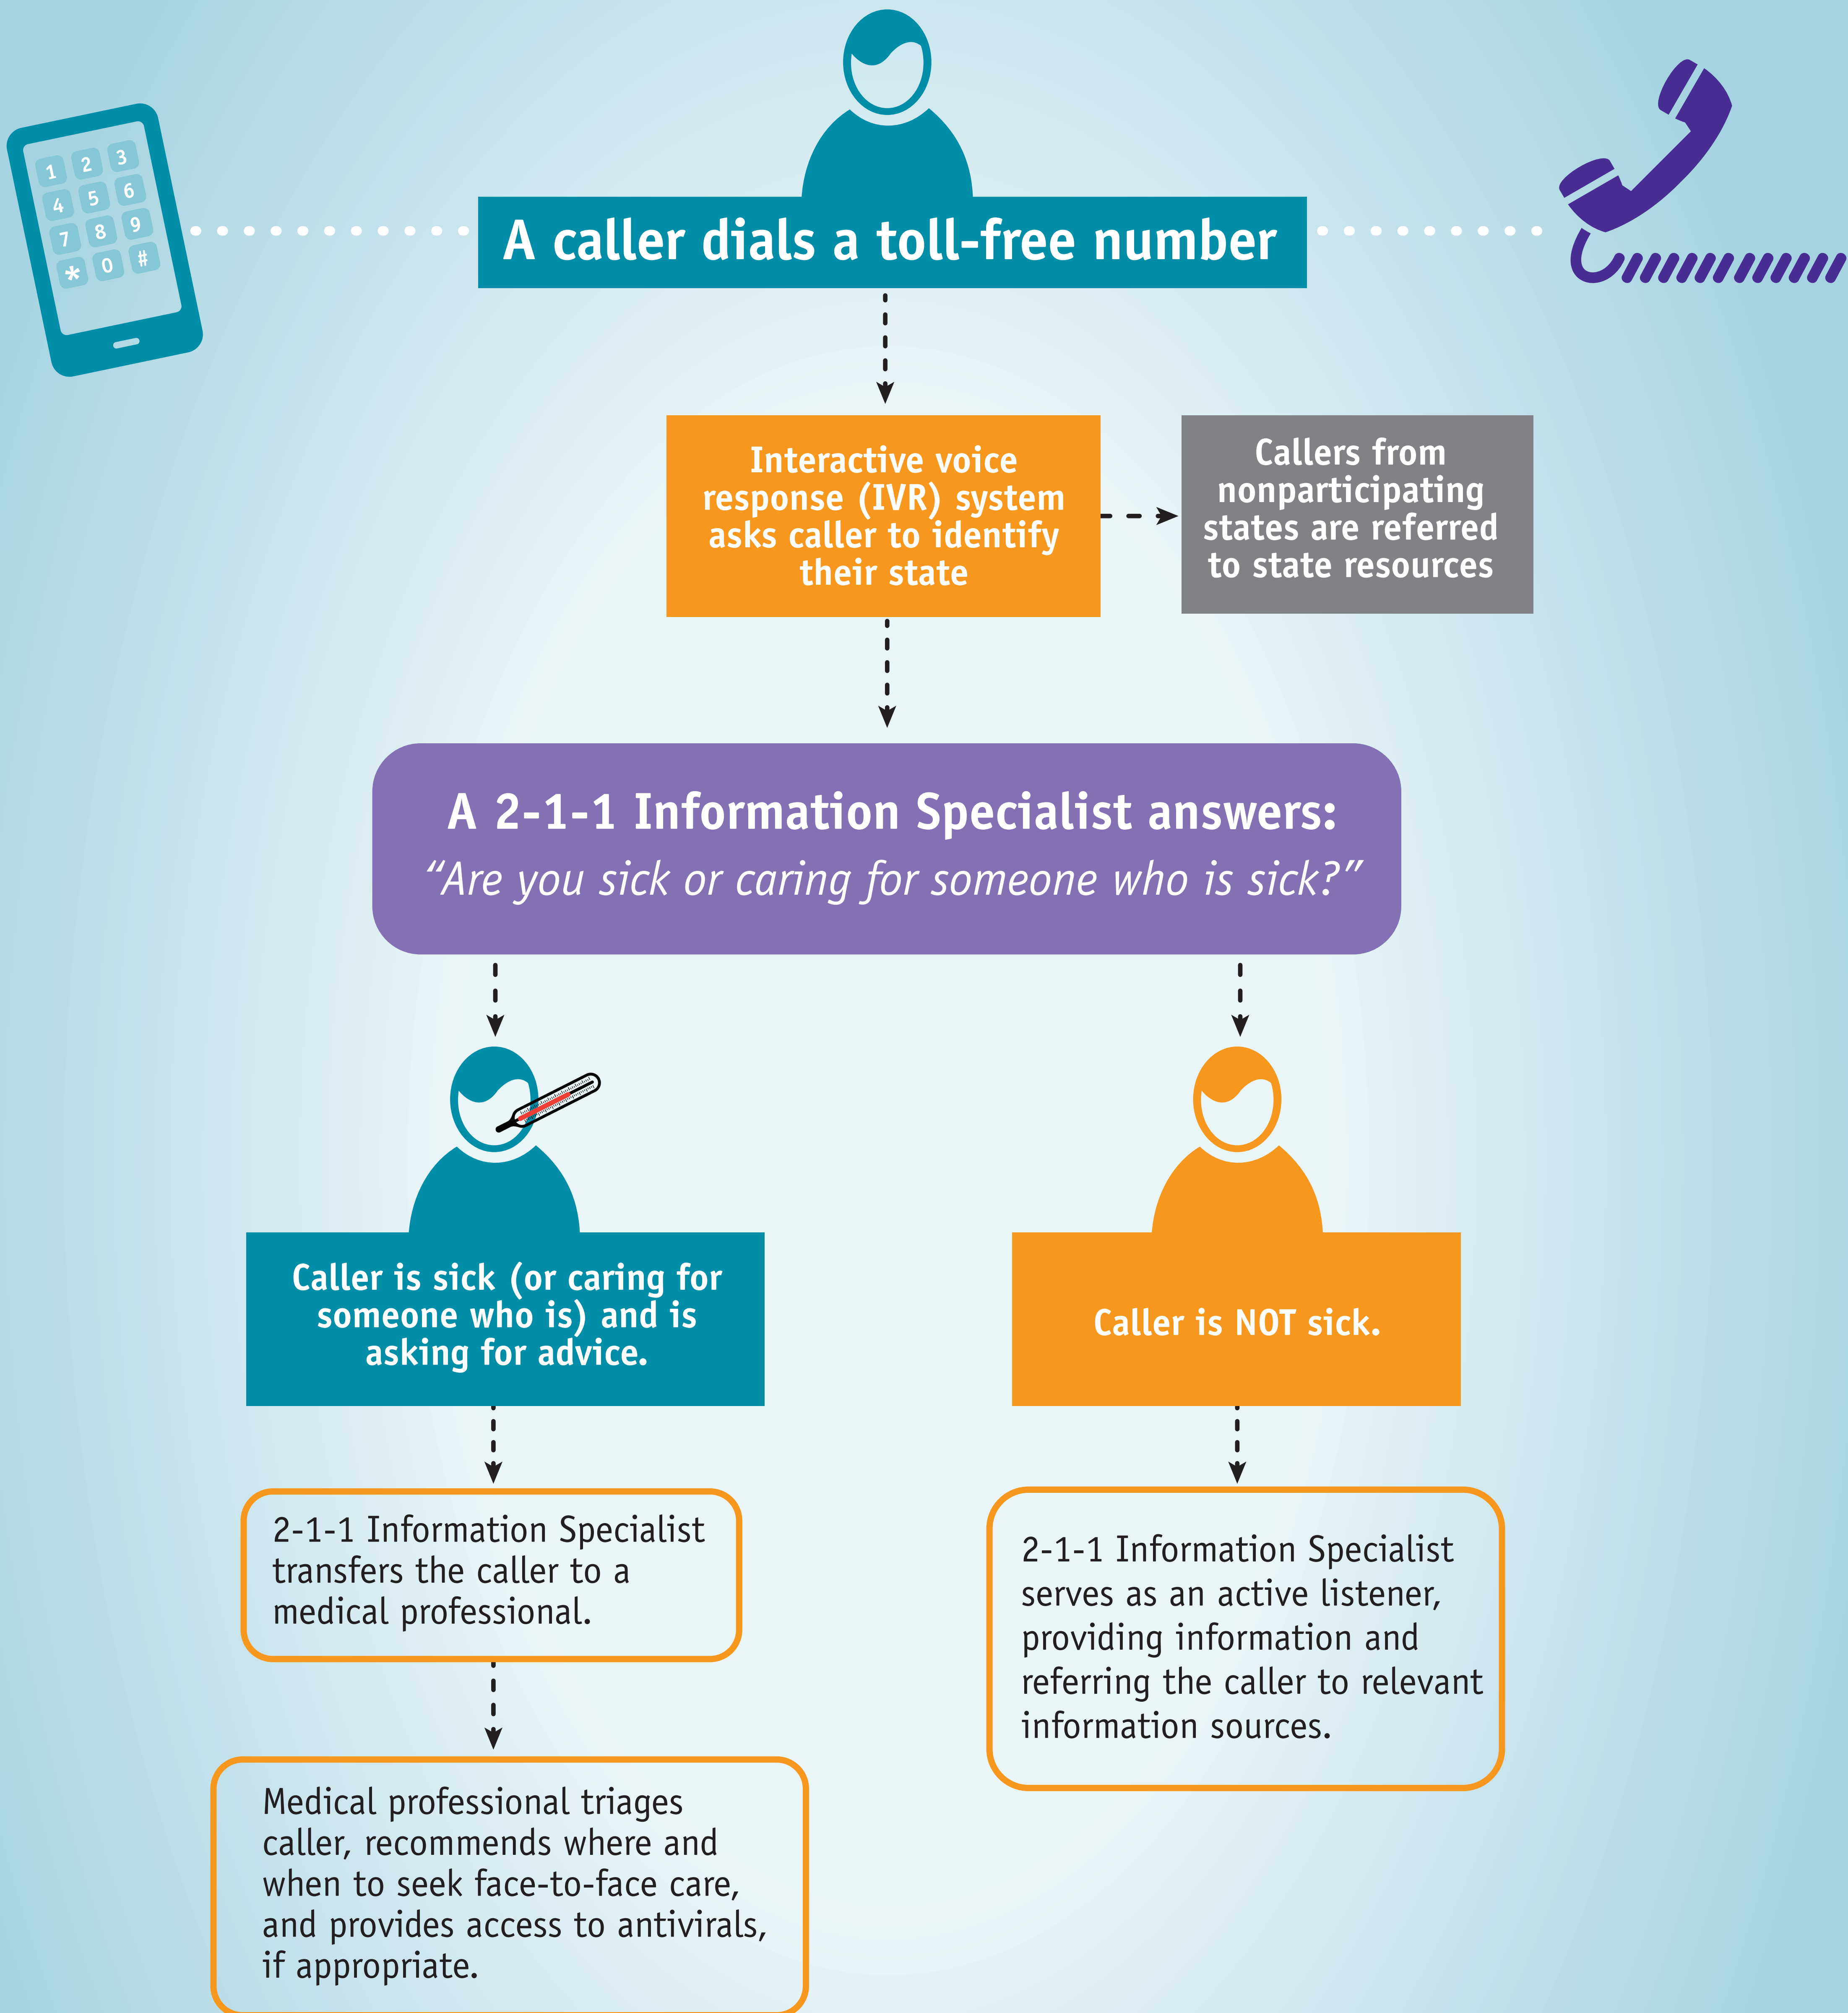 1 2 3
4 5 6
7 8 9
* 0 #
A caller dials a toll-free number
Interactive voice
response (IVR) system
asks caller to identify
their state
Callers from
nonparticipating
states are referred
to state resources
A 2-1-1 Information Specialist answers:
“Are you sick or caring for someone who is sick?”
Caller is sick (or caring for
someone who is) and is
asking for advice.
Caller is NOT sick.
2-1-1 Information Specialist
transfers the caller to a
medical professional.
2-1-1 Information Specialist
serves as an active listener,
providing information and
referring the caller to relevant
information sources.
Medical professional triages
caller, recommends where and
when to seek face-to-face care,
and provides access to antivirals,
if appropriate.